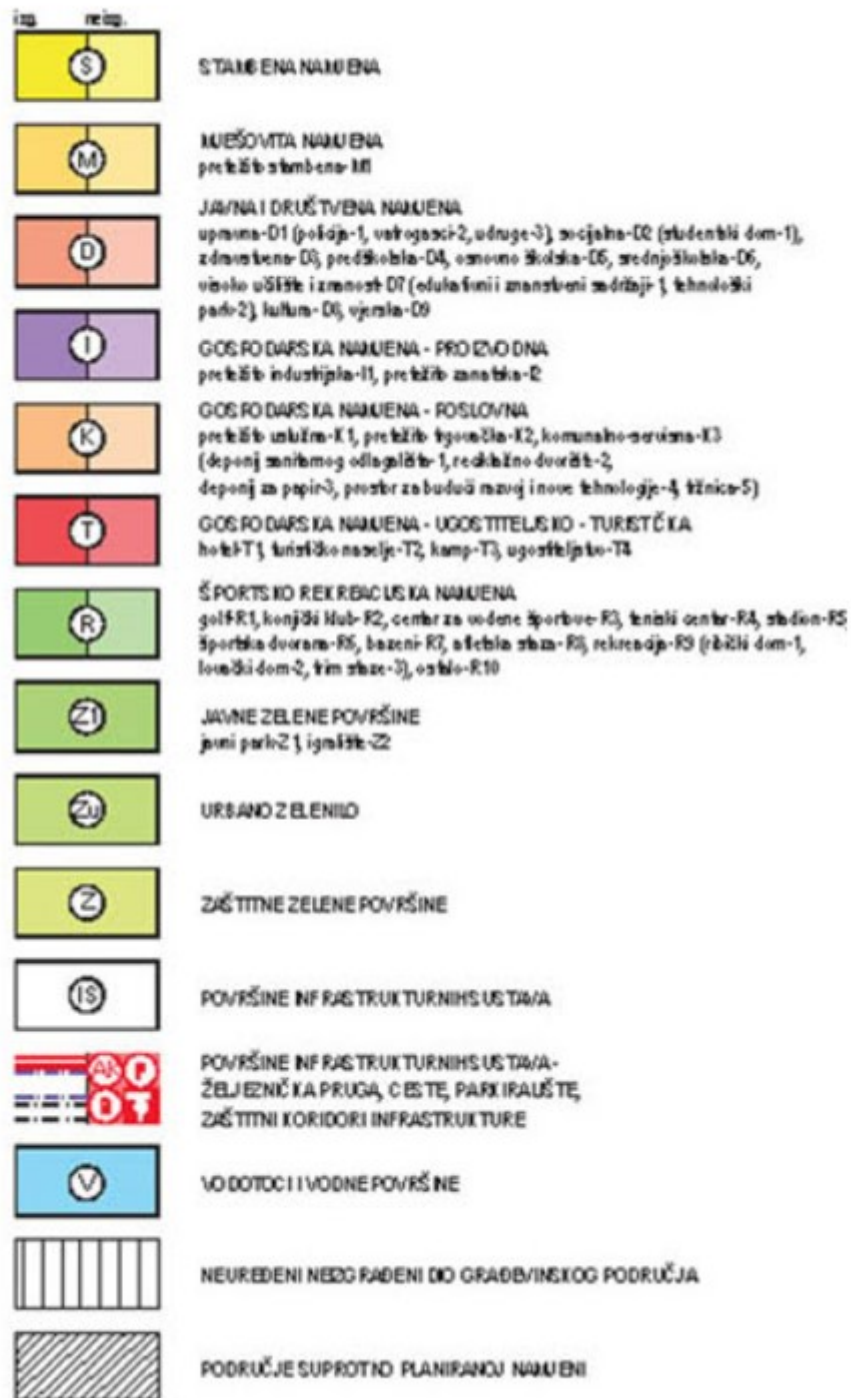 izg. neizg.
S STAMBENA NAMJENA
M MJEŠOVITA NAMJENA
pretežito stambena-M1
D JAVNA I DRUŠTVENA NAMJENA
upravna-D1 (policija-1, vatrogasci-2, udruge-3), socijalna-D2 (studentski dom-1),
zdravstvena-D3, predškolska-D4, osnovno školska-D5, srednjoškolska-D6,
visoko učilište i znanost-D7 (edukativni i znanstveni sadržaji-1, tehnološki
park-2), kultura-D8, vjerska-D9
I GOSPODARSKA NAMJENA - PROIZVODNA
pretežito industrijska-I1, pretežito zanatska-I2
K GOSPODARSKA NAMJENA - POSLOVNA
pretežito uslužna-K1, pretežito trgovačka-K2, komunalno-servisna-K3
(deponij sanitarnog odlagališta-1, reciklažno dvorište-2,
deponij za papir-3, prostor za budući razvoj i nove tehnologije-4, tržnica-5)
T GOSPODARSKA NAMJENA - UGOSTITELJSKO - TURISTČKA
hotel-T1, turističko naselje-T2, kamp-T3, ugostiteljstvo-T4
R ŠPORTSKO REKREACIJSKA NAMJENA
golf-R1, konjički klub-R2, centar za vodene športove-R3, teniski centar-R4, stadion-R5
športska dvorana-R6, bazeni-R7, atletska staza-R8, rekreacija-R9 (ribički dom-1,
lovački dom-2, trim staze-3), ostalo-R10
Z1 JAVNE ZELENE POVRŠINE
javni park-Z1, igralište-Z2
Zu URBANO ZELENILO
Z ZAŠTITNE ZELENE POVRŠINE
IS POVRŠINE INFRASTRUKTURNIH SUSTAVA
POVRŠINE INFRASTRUKTURNIH SUSTAVA-
ŽELJEZNIČKA PRUGA, CESTE, PARKIRALIŠTE,
ZAŠTITNI KORIDORI INFRASTRUKTURE
V VODOTOCI I VODNE POVRŠINE
NEUREĐENI NEIZGRAĐENI DIO GRAĐEVINSKOG PODRUČJA
PODRUČJE SUPROTNO PLANIRANOJ NAMJENI